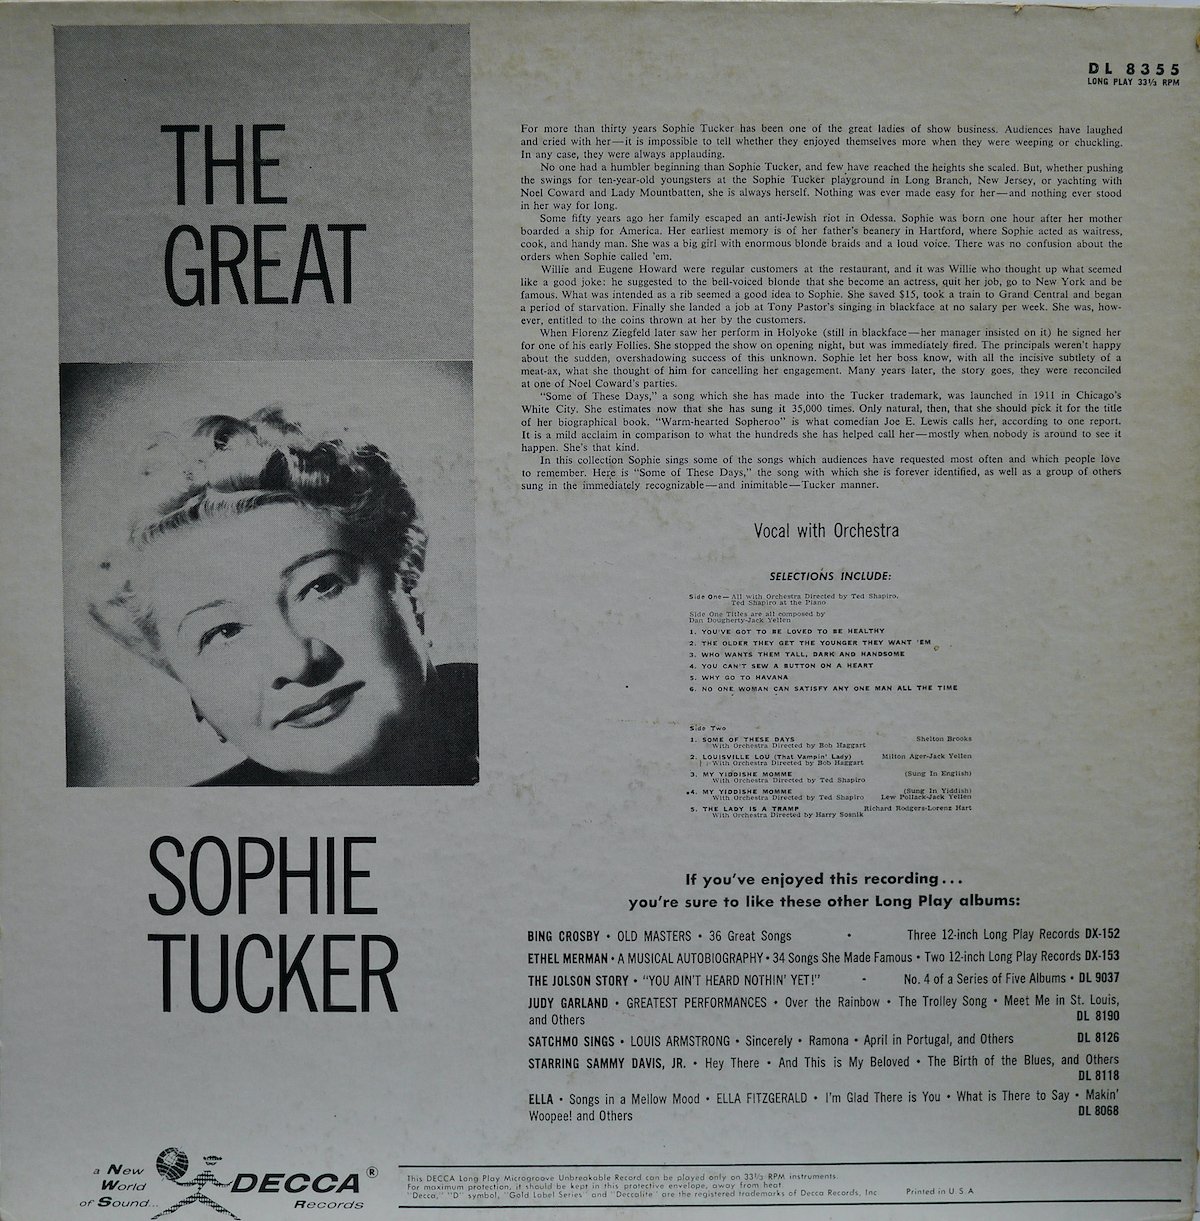 THE
GREAT
SOPHIE
TUCKER
DL 8355
LONG PLAY 33⅓ RPM
For more than thirty years Sophie Tucker has been one of the great ladies of show business. Audiences have laughed
and cried with her—it is impossible to tell whether they enjoyed themselves more when they were weeping or chuckling.
In any case, they were always applauding.
No one had a humbler beginning than Sophie Tucker, and few have reached the heights she scaled. But, whether pushing
the swings for ten-year-old youngsters at the Sophie Tucker playground in Long Branch, New Jersey, or yachting with
Noel Coward and Lady Mountbatten, she is always herself. Nothing was ever made easy for her—and nothing ever stood
in her way for long.
Some fifty years ago her family escaped an anti-Jewish riot in Odessa. Sophie was born one hour after her mother
boarded a ship for America. Her earliest memory is of her father's beanery in Hartford, where Sophie acted as waitress,
cook, and handy man. She was a big girl with enormous blonde braids and a loud voice. There was no confusion about the
orders when Sophie called 'em.
Willie and Eugene Howard were regular customers at the restaurant, and it was Willie who thought up what seemed
like a good joke: he suggested to the bell-voiced blonde that she become an actress, quit her job, go to New York and be
famous. What was intended as a rib seemed a good idea to Sophie. She saved $15, took a train to Grand Central and began
a period of starvation. Finally she landed a job at Tony Pastor's singing in blackface at no salary per week. She was, how-
ever, entitled to the coins thrown at her by the customers.
When Florenz Ziegfeld later saw her perform in Holyoke (still in blackface—her manager insisted on it) he signed her
for one of his early Follies. She stopped the show on opening night, but was immediately fired. The principals weren't happy
about the sudden, overshadowing success of this unknown. Sophie let her boss know, with all the incisive subtlety of a
meat-ax, what she thought of him for cancelling her engagement. Many years later, the story goes, they were reconciled
at one of Noel Coward's parties.
"Some of These Days," a song which she has made into the Tucker trademark, was launched in 1911 in Chicago's
White City. She estimates now that she has sung it 35,000 times. Only natural, then, that she should pick it for the title
of her biographical book. "Warm-hearted Sopheroo" is what comedian Joe E. Lewis calls her, according to one report.
It is a mild acclaim in comparison to what the hundreds she has helped call her—mostly when nobody is around to see it
happen. She's that kind.
In this collection Sophie sings some of the songs which audiences have requested most often and which people love
to remember. Here is "Some of These Days," the song with which she is forever identified, as well as a group of others
sung in the immediately recognizable—and inimitable—Tucker manner.
Vocal with Orchestra
SELECTIONS INCLUDE:
Side One—All with Orchestra Directed by Ted Shapiro,
Ted Shapiro at the Piano
Side One Titles are all composed by
Dan Dougherty-Jack Yellen
1. YOU'VE GOT TO BE LOVED TO BE HEALTHY
2. THE OLDER THEY GET THE YOUNGER THEY WANT 'EM
3. WHO WANTS THEM TALL, DARK AND HANDSOME
4. YOU CAN'T SEW A BUTTON ON A HEART
5. WHY GO TO HAVANA
6. NO ONE WOMAN CAN SATISFY ANY ONE MAN ALL THE TIME
Side Two
1. SOME OF THESE DAYS Shelton Brooks
With Orchestra Directed by Bob Haggart
2. LOUISVILLE LOU (That Vampin' Lady) Milton Ager-Jack Yellen
With Orchestra Directed by Bob Haggart
3. MY YIDDISHE MOMME (Sung In English)
With Orchestra Directed by Ted Shapiro
4. MY YIDDISHE MOMME (Sung In Yiddish)
With Orchestra Directed by Ted Shapiro Lew Pollack-Jack Yellen
5. THE LADY IS A TRAMP Richard Rodgers-Lorenz Hart
With Orchestra Directed by Harry Sosnik
If you've enjoyed this recording...
you're sure to like these other Long Play albums:
BING CROSBY • OLD MASTERS • 36 Great Songs • Three 12-inch Long Play Records DX-152
ETHEL MERMAN • A MUSICAL AUTOBIOGRAPHY • 34 Songs She Made Famous • Two 12-inch Long Play Records DX-153
THE JOLSON STORY • "YOU AIN'T HEARD NOTHIN' YET!" • No. 4 of a Series of Five Albums • DL 9037
JUDY GARLAND • GREATEST PERFORMANCES • Over the Rainbow • The Trolley Song • Meet Me in St. Louis,
and Others DL 8190
SATCHMO SINGS • LOUIS ARMSTRONG • Sincerely • Ramona • April in Portugal, and Others DL 8126
STARRING SAMMY DAVIS, JR. • Hey There • And This is My Beloved • The Birth of the Blues, and Others
DL 8118
ELLA • Songs in a Mellow Mood • ELLA FITZGERALD • I'm Glad There is You • What is There to Say • Makin'
Woopee! and Others DL 8068
a New
World
of Sound...
DECCA®
Records
This DECCA Long Play Microgroove Unbreakable Record can be played only on 33⅓ RPM instruments.
For maximum protection, it should be kept in this protective envelope, away from heat.
"Decca," "D" symbol, "Gold Label Series" and "Deccalite" are the registered trademarks of Decca Records, Inc Printed in U.S.A